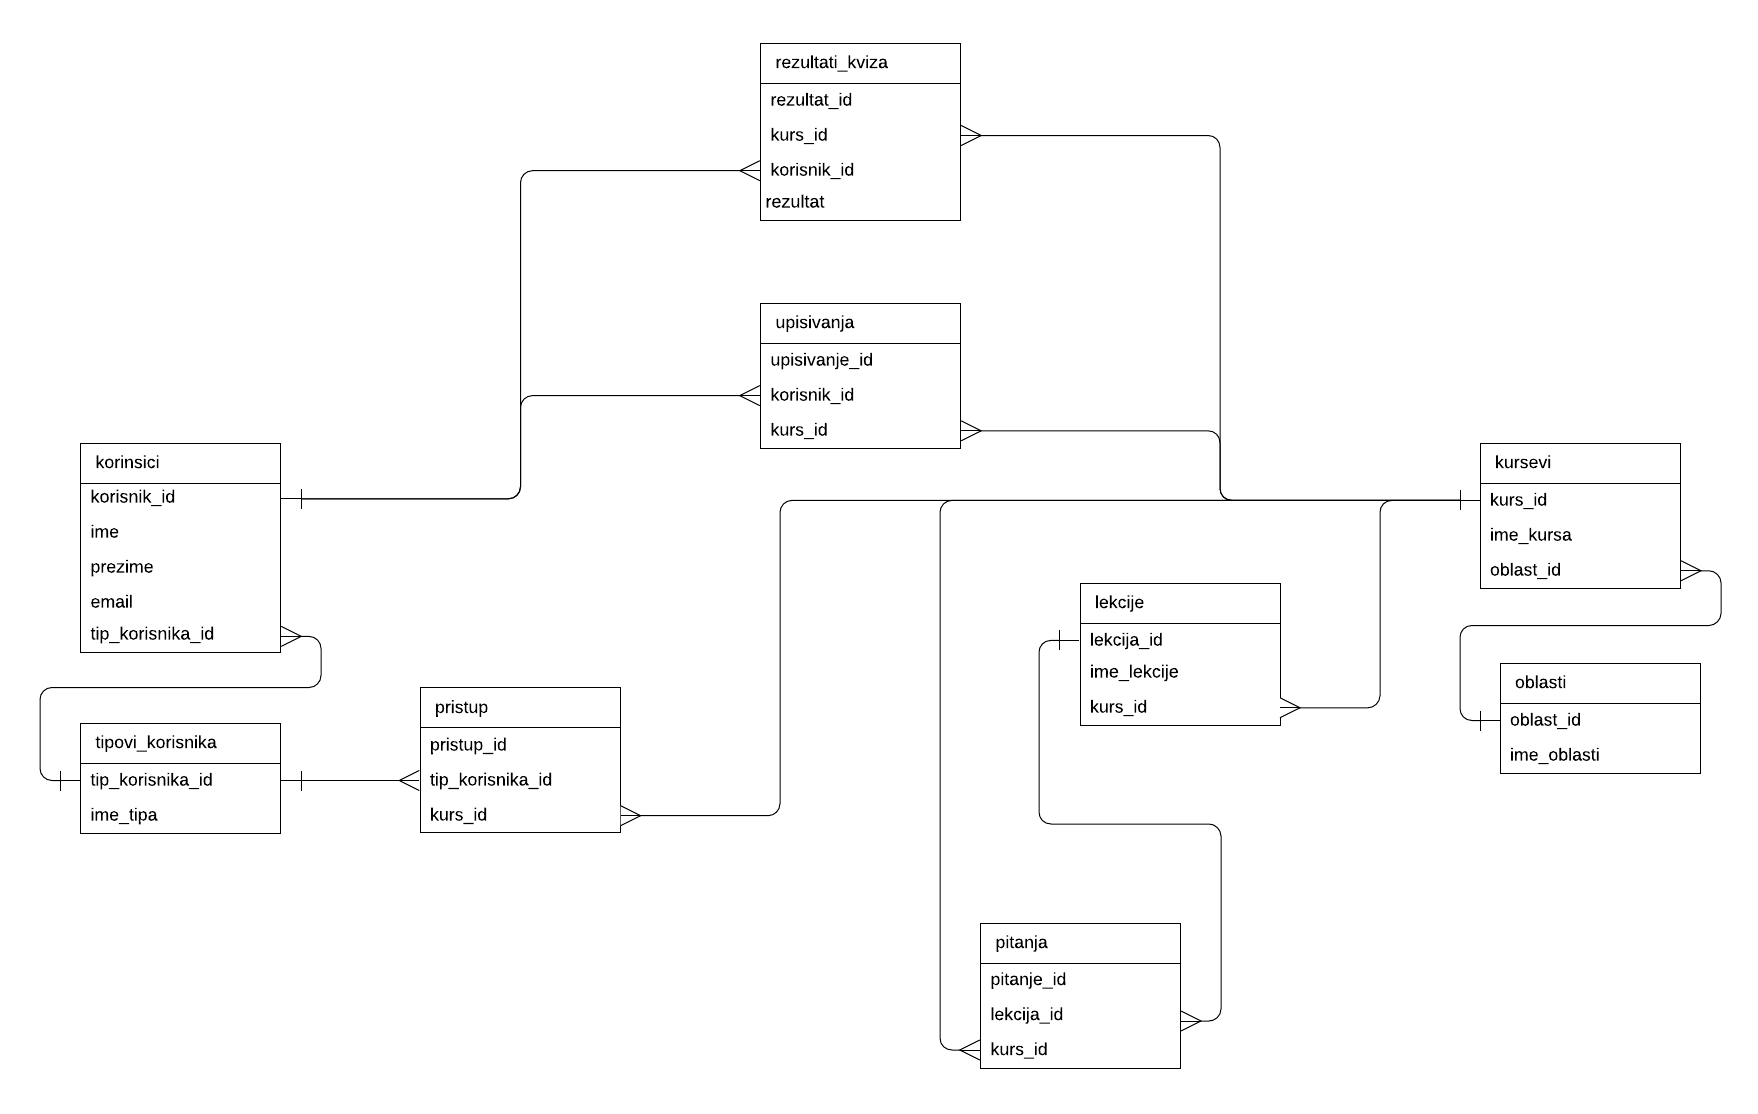 rezultati_kviza
rezultat_id
kurs_id
korisnik_id
rezultat
upisivanja
upisivanje_id
korisnik_id
kurs_id
korinsici
korisnik_id
ime
prezime
email
tip_korisnika_id
kursevi
kurs_id
ime_kursa
oblast_id
lekcije
lekcija_id
ime_lekcije
kurs_id
oblasti
oblast_id
ime_oblasti
tipovi_korisnika
tip_korisnika_id
ime_tipa
pristup
pristup_id
tip_korisnika_id
kurs_id
pitanja
pitanje_id
lekcija_id
kurs_id